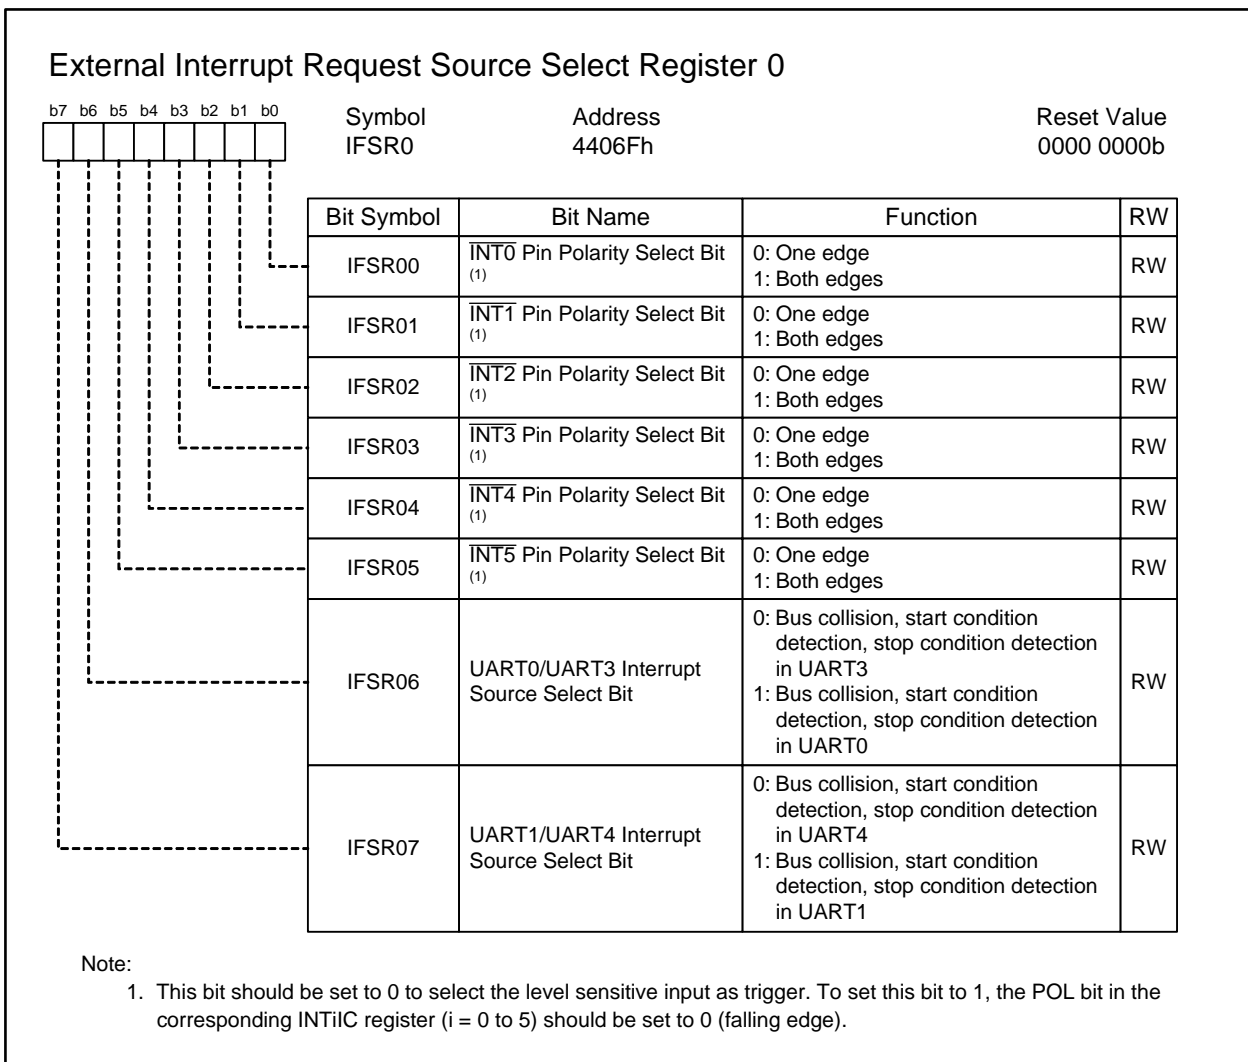 External Interrupt Request Source Select Register 0
b7 b6 b5 b4 b3 b2 b1 b0
Symbol Address Reset Value
IFSR0 4406Fh 0000 0000b
Bit Symbol Bit Name Function RW
IFSR00
INT0 Pin Polarity Select Bit
(1)
0: One edge
1: Both edges
RW
IFSR01
INT1 Pin Polarity Select Bit
(1)
0: One edge
1: Both edges
RW
IFSR02
INT2 Pin Polarity Select Bit
(1)
0: One edge
1: Both edges
RW
IFSR03
INT3 Pin Polarity Select Bit
(1)
0: One edge
1: Both edges
RW
IFSR04
INT4 Pin Polarity Select Bit
(1)
0: One edge
1: Both edges
RW
IFSR05
INT5 Pin Polarity Select Bit
(1)
0: One edge
1: Both edges
RW
IFSR06
UART0/UART3 Interrupt
Source Select Bit
0: Bus collision, start condition
detection, stop condition detection
in UART3
1: Bus collision, start condition
detection, stop condition detection
in UART0
RW
IFSR07
UART1/UART4 Interrupt
Source Select Bit
0: Bus collision, start condition
detection, stop condition detection
in UART4
1: Bus collision, start condition
detection, stop condition detection
in UART1
RW
Note:
1. This bit should be set to 0 to select the level sensitive input as trigger. To set this bit to 1, the POL bit in the
corresponding INTiIC register (i = 0 to 5) should be set to 0 (falling edge).